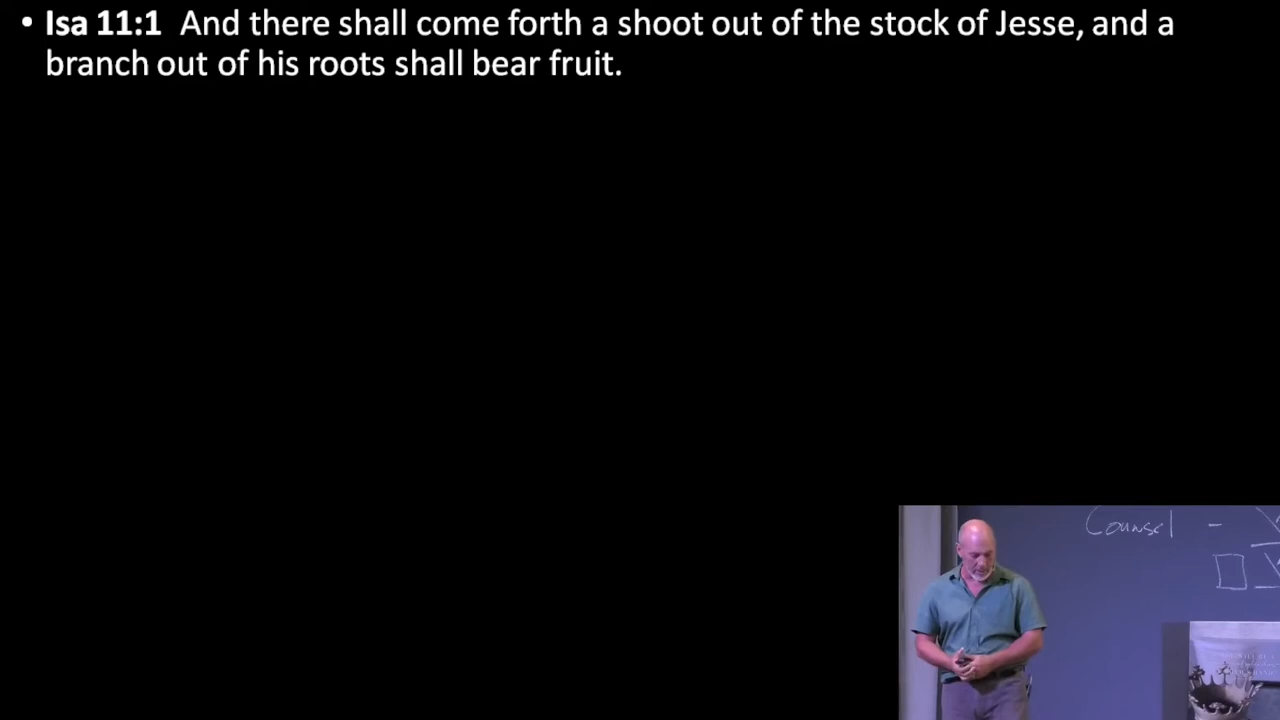 • Isa 11:1 And there shall come forth a shoot out of the stock of Jesse, and a
branch out of his roots shall bear fruit.
Counsel -